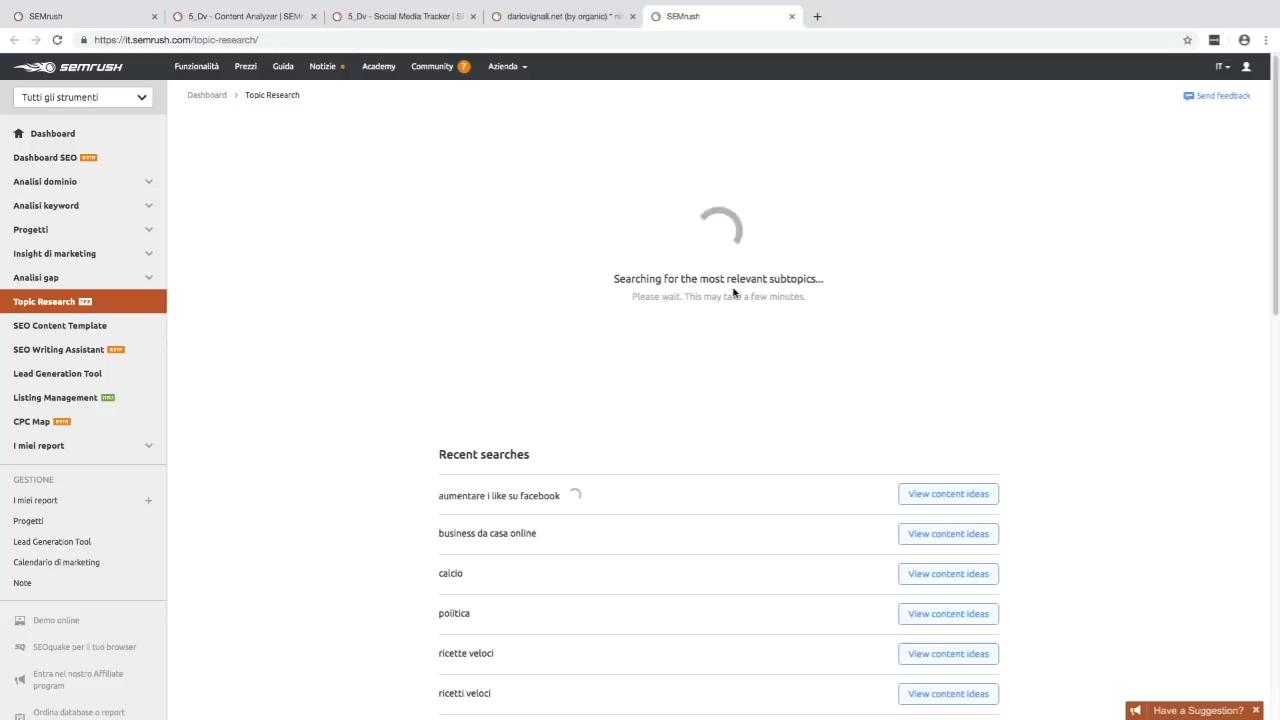 SEMrush
5_Dv - Content Analyzer | SEMr
5_Dv - Social Media Tracker | SE
dariovignali.net (by organic) * ni
SEMrush
https://it.semrush.com/topic-research/
SEMRUSH
Funzionalità
Prezzi
Guida
Notizie
Academy
Community 7
Azienda
IT
Tutti gli strumenti
Dashboard > Topic Research
Send feedback
Dashboard
Dashboard SEO BETA
Analisi dominio
Analisi keyword
Progetti
Insight di marketing
Analisi gap
Topic Research
SEO Content Template
SEO Writing Assistant BETA
Lead Generation Tool
Listing Management
CPC Map BETA
I miei report
GESTIONE
I miei report +
Progetti
Lead Generation Tool
Calendario di marketing
Note
Demo online
SQ SEOquake per il tuo browser
Entra nel nostro Affiliate
program
Ordina database o report
Searching for the most relevant subtopics...
Please wait. This may take a few minutes.
Recent searches
aumentare i like su facebook
View content ideas
business da casa online
View content ideas
calcio
View content ideas
politica
View content ideas
ricette veloci
View content ideas
ricetti veloci
View content ideas
Have a Suggestion? ×